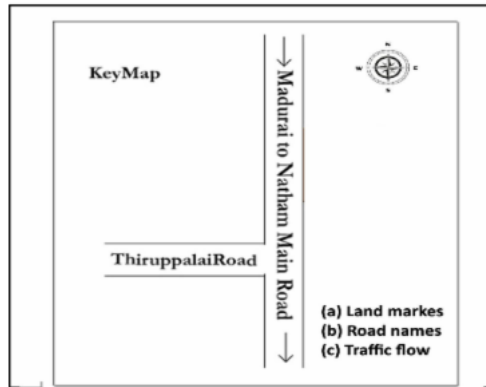 N
W
C
S
KeyMap
Madurai to Natham Main Road
ThiruppalaiRoad
(a) Land markes
(b) Road names
(c) Traffic flow